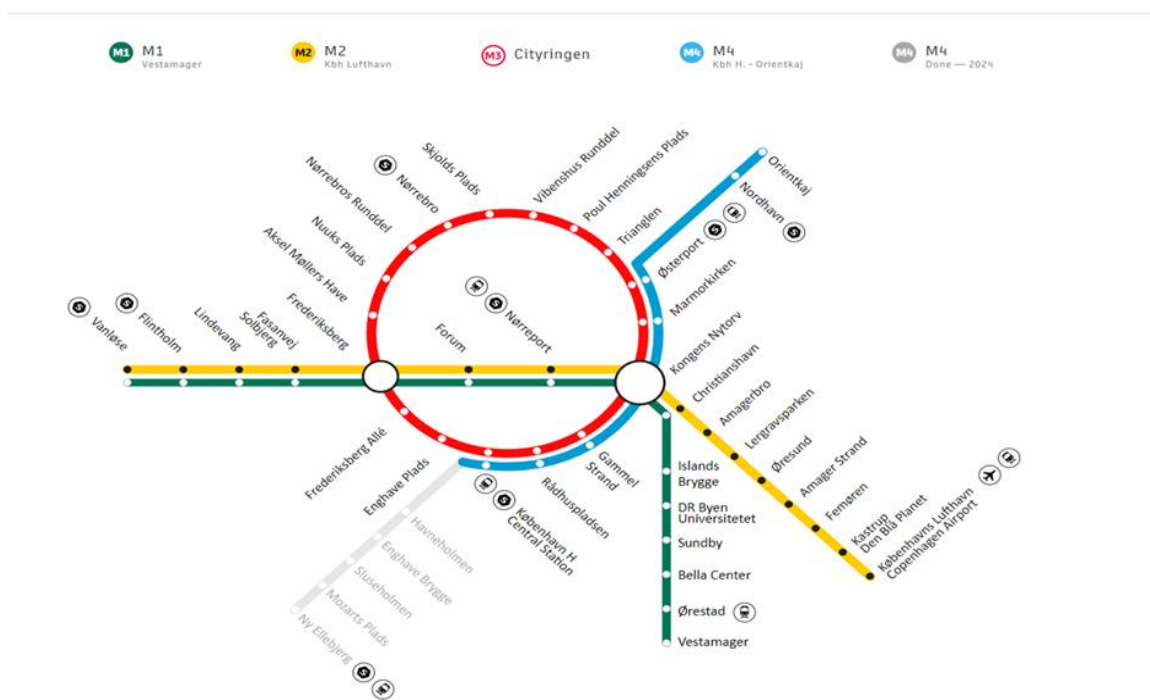 M1 M1
Vestamager
M2 M2
Kbh Lufthavn
M3 Cityringen
M4 M4
Kbh H. - Orientkaj
M4 M4
Done — 2024
Vanløse
Flintholm
Lindevang
Fasanvej
Solbjerg
Frederiksberg
Aksel Møllers Have
Nuuks Plads
Nørrebros Runddel
Nørrebro
Skjolds Plads
Vibenshus Runddel
Poul Henningsens Plads
Trianglen
Orientkaj
Nordhavn
Østerport
Marmorkirken
Kongens Nytorv
Forum
Nørreport
Christianshavn
Amagerbro
Lergravsparken
Øresund
Amager Strand
Femøren
Kastrup
Den Blå Planet
Københavns Lufthavn
Copenhagen Airport
Frederiksberg Allé
Enghave Plads
København H
Central Station
Rådhuspladsen
Gammel
Strand
Islands
Brygge
DR Byen
Universitetet
Sundby
Bella Center
Ørestad
Vestamager
Havneholmen
Enghave Brygge
Sluseholmen
Mozarts Plads
Ny Ellebjerg